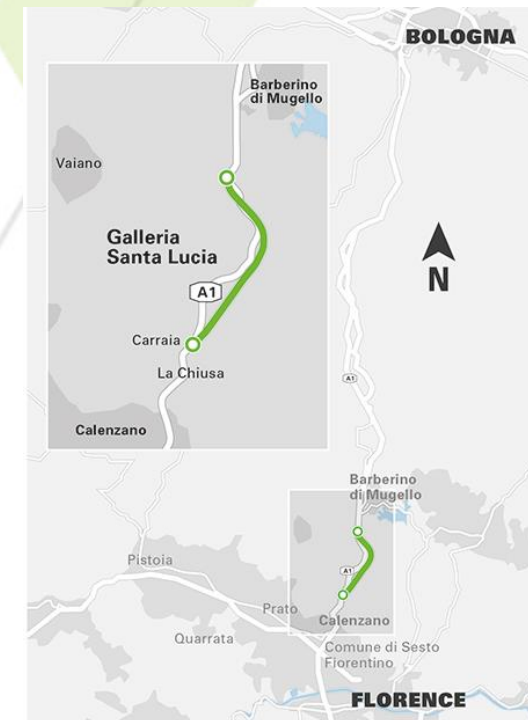 BOLOGNA
Barberino
di Mugello
Vaiano
Galleria
Santa Lucia
A1
Carraia
La Chiusa
Calenzano
N
A1
Barberino
di Mugello
Pistoia
A1
Prato
Calenzano
Quarrata
Comune di Sesto
Fiorentino
FLORENCE